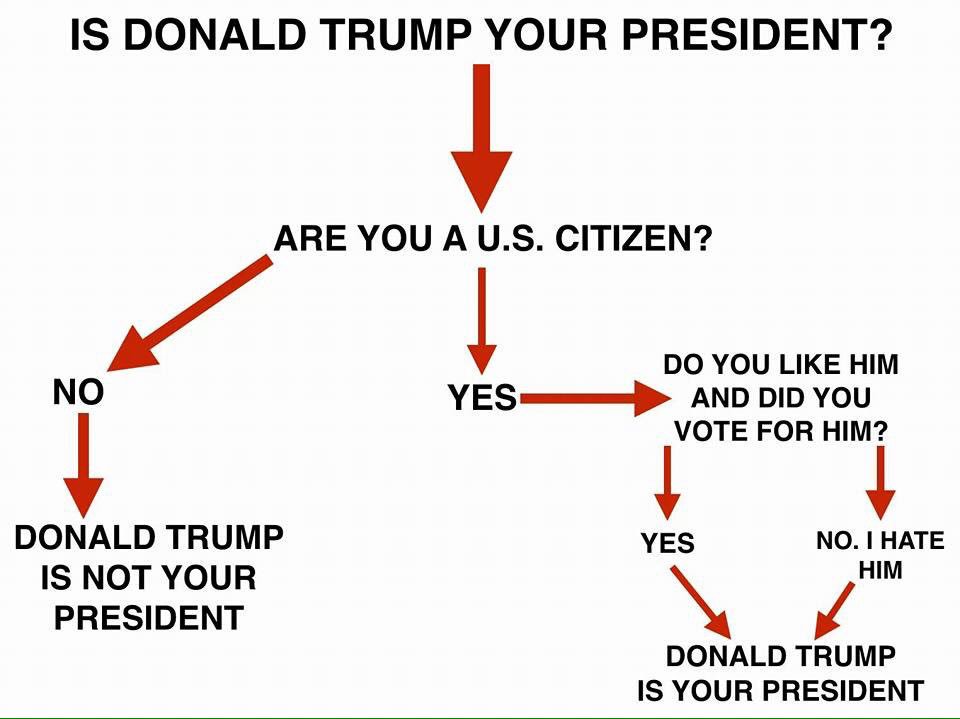 IS DONALD TRUMP YOUR PRESIDENT?
ARE YOU A U.S. CITIZEN?
NO
YES
DO YOU LIKE HIM
AND DID YOU
VOTE FOR HIM?
DONALD TRUMP
IS NOT YOUR
PRESIDENT
YES
NO. I HATE
HIM
DONALD TRUMP
IS YOUR PRESIDENT